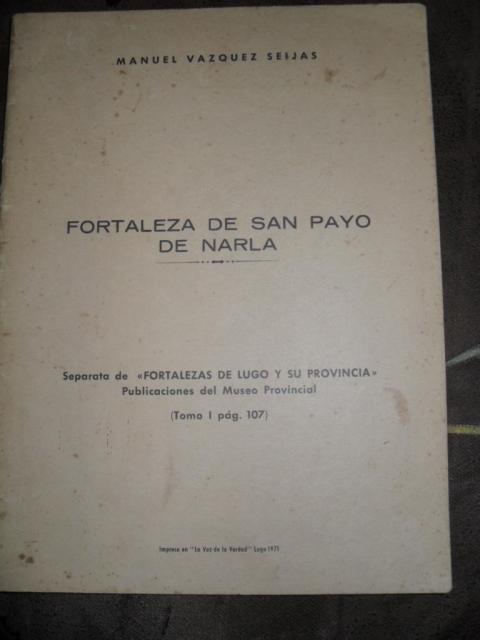 MANUEL VAZQUEZ SEIJAS
FORTALEZA DE SAN PAYO
DE NARLA
Separata de «FORTALEZAS DE LUGO Y SU PROVINCIA»
Publicaciones del Museo Provincial
(Tomo I pág. 107)
Impreso en "La Voz de la Verdad" Lugo 1971